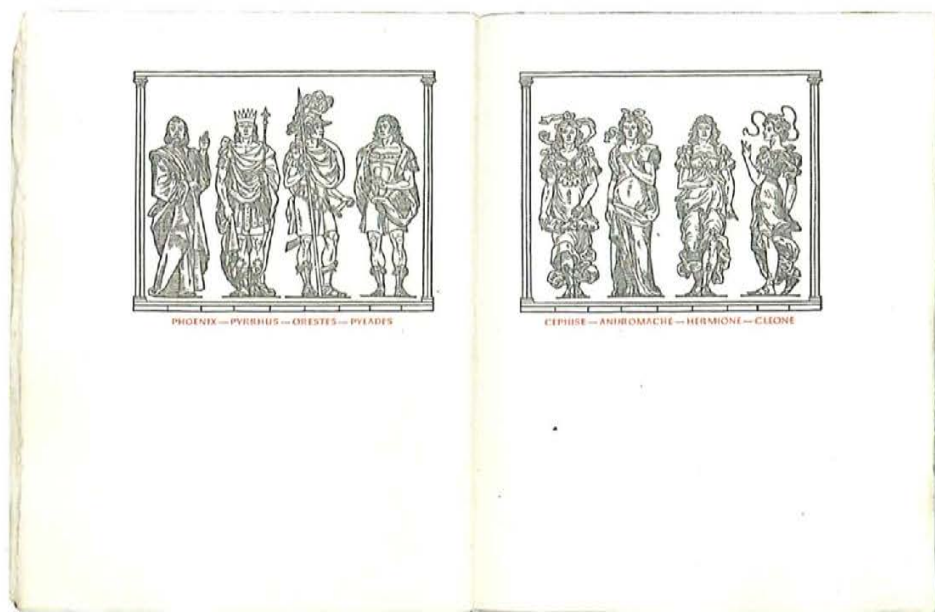 PHOENIX — PYRRHUS — ORESTES — PYLADES
CEPHISE — ANDROMACHE — HERMIONE — CLEONE